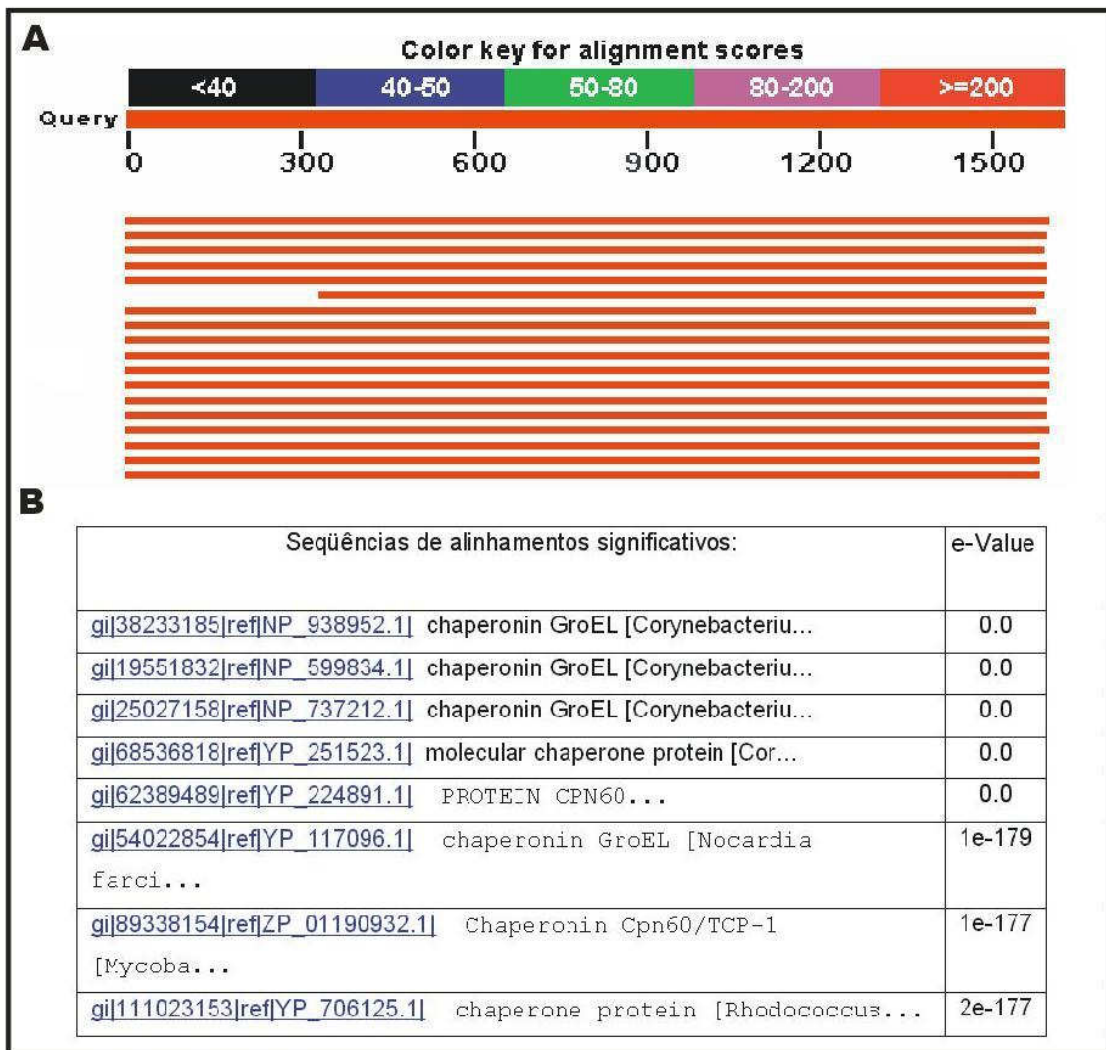 A
Color key for alignment scores
<40 40-50 50-80 80-200 >=200
Query
0 300 600 900 1200 1500
B
Seqüências de alinhamentos significativos: e-Value
gi|38233185|ref|NP_938952.1| chaperonin GroEL [Corynebacteriu... 0.0
gi|19551832|ref|NP_599834.1| chaperonin GroEL [Corynebacteriu... 0.0
gi|25027158|ref|NP_737212.1| chaperonin GroEL [Corynebacteriu... 0.0
gi|68536818|ref|YP_251523.1| molecular chaperone protein [Cor... 0.0
gi|62389489|ref|YP_224891.1| PROTEIN CPN60... 0.0
gi|54022854|ref|YP_117096.1| chaperonin GroEL [Nocardia 1e-179
farci...
gi|89338154|ref|ZP_01190932.1| Chaperonin Cpn60/TCP-1 1e-177
[Mycoba...
gi|111023153|ref|YP_706125.1| chaperone protein [Rhodococcus... 2e-177